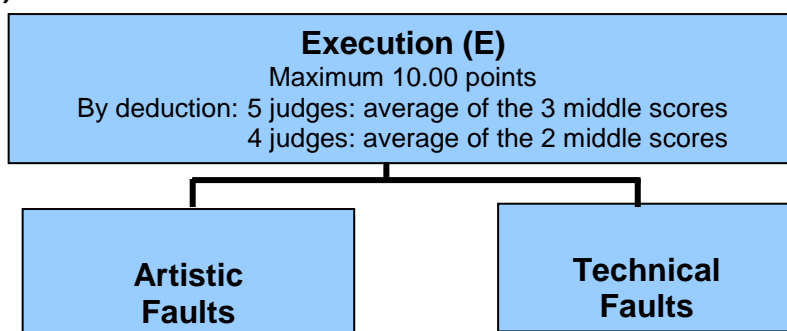 )
Execution (E)
Maximum 10.00 points
By deduction: 5 judges: average of the 3 middle scores
4 judges: average of the 2 middle scores
Artistic
Faults
Technical
Faults